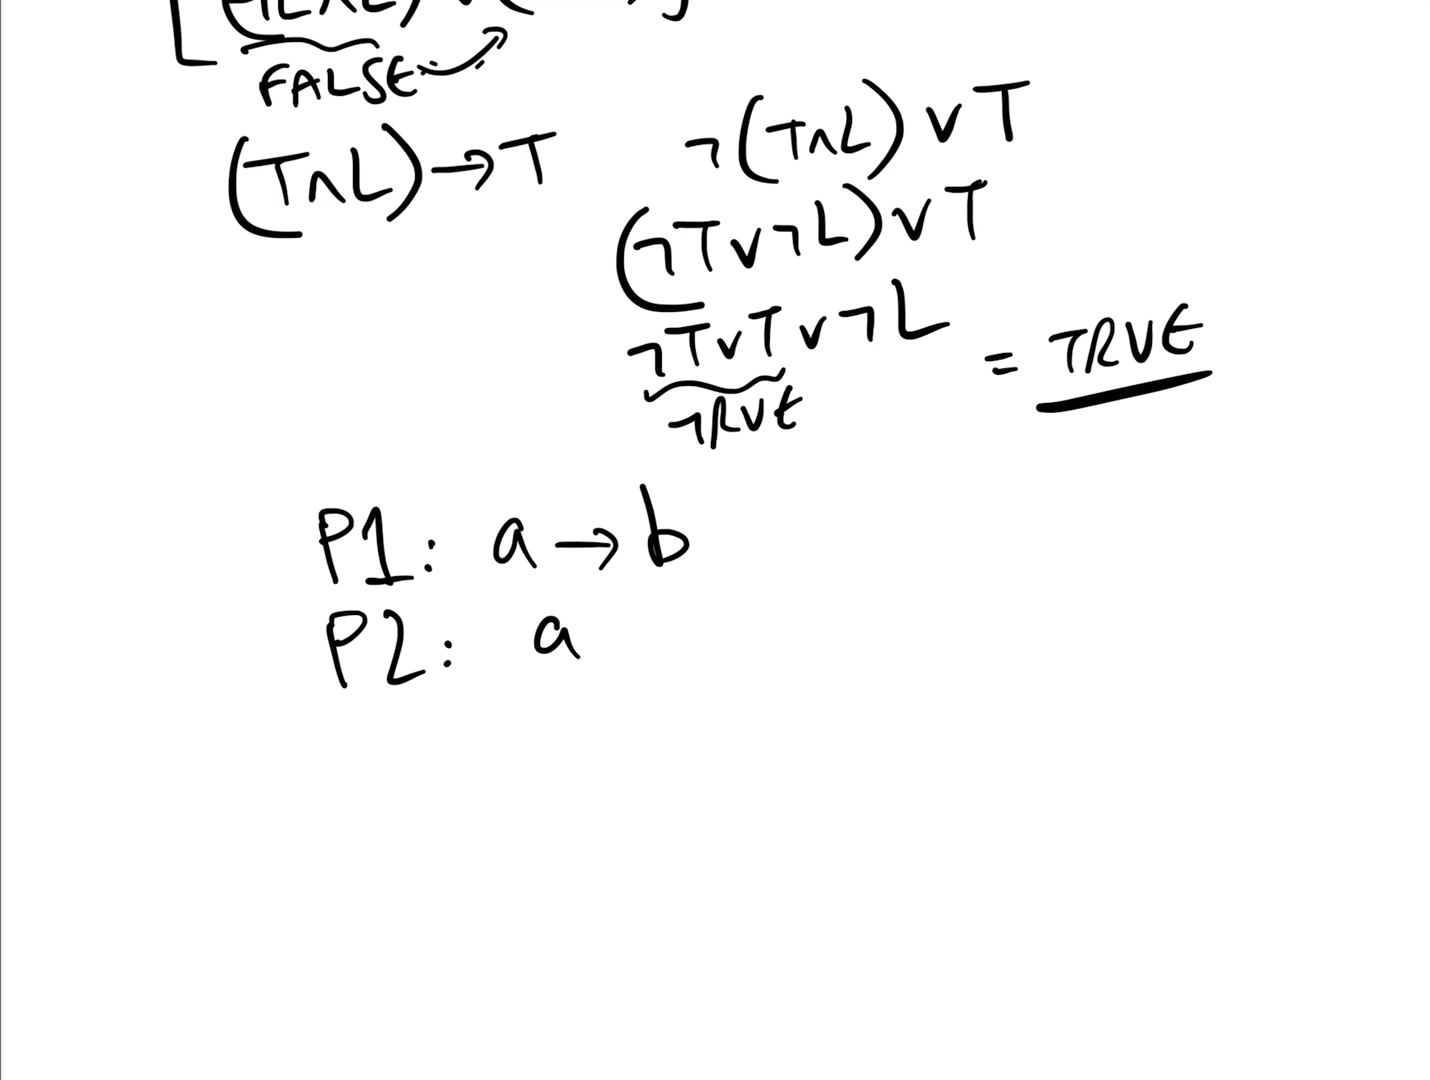 FALSE
(T∧L)→T
¬(T∧L)∨T
(¬T∨¬L)∨T
¬T∨T∨¬L = TRUE
TRUE
P1: a→b
P2: a